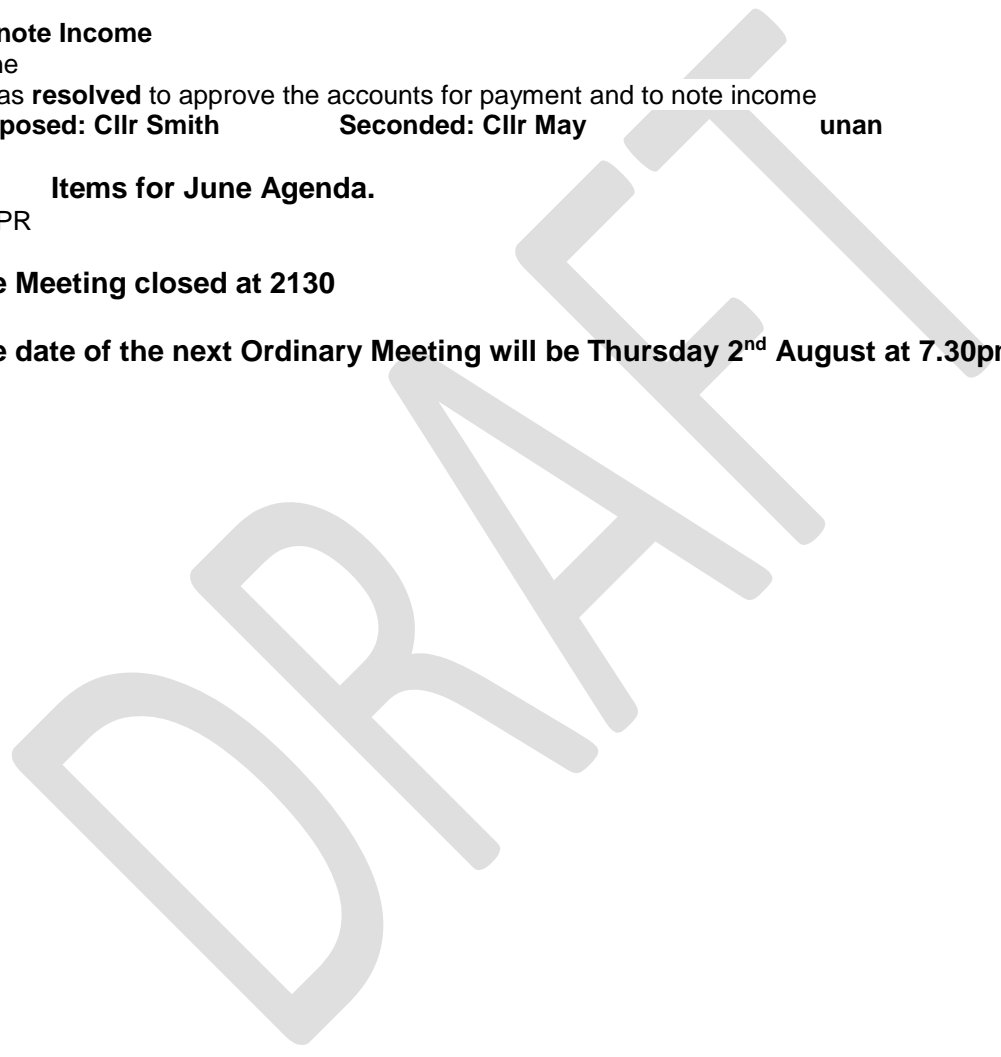 note Income
ne
as resolved to approve the accounts for payment and to note income
posed: Cllr Smith Seconded: Cllr May unan
Items for June Agenda.
PR
e Meeting closed at 2130
e date of the next Ordinary Meeting will be Thursday 2nd August at 7.30p
DRAFT